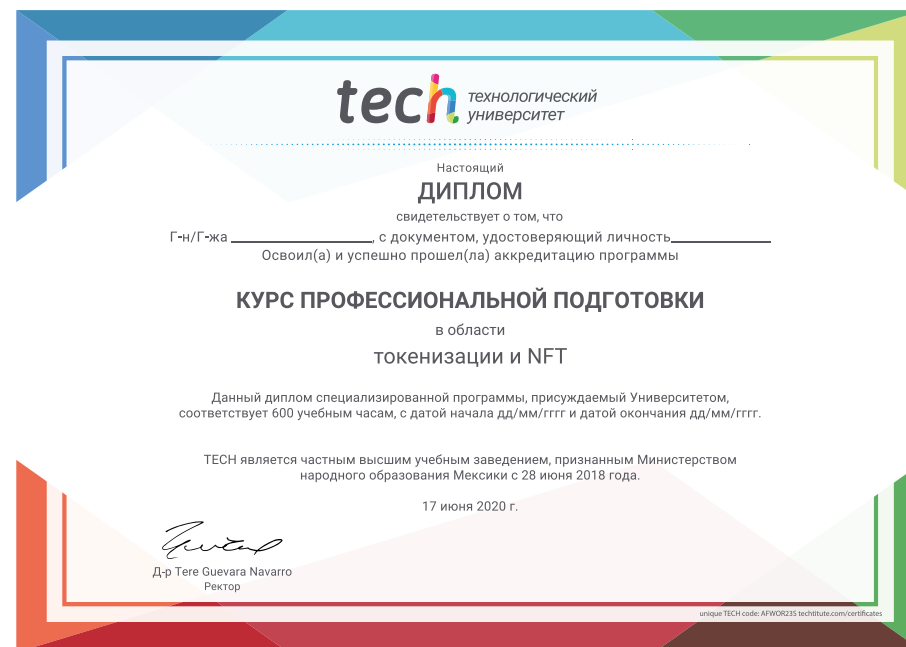 tech технологический университет
Настоящий
ДИПЛОМ
свидетельствует о том, что
Г-н/Г-жа ____________________, с документом, удостоверяющий личность______________
Освоил(а) и успешно прошел(ла) аккредитацию программы
КУРС ПРОФЕССИОНАЛЬНОЙ ПОДГОТОВКИ
в области
токенизации и NFT
Данный диплом специализированной программы, присуждаемый Университетом,
соответствует 600 учебным часам, с датой начала дд/мм/гггг и датой окончания дд/мм/гггг.
TECH является частным высшим учебным заведением, признанным Министерством
народного образования Мексики с 28 июня 2018 года.
17 июня 2020 г.
Д-р Tere Guevara Navarro
Ректор
unique TECH code: AFWOR23S techtitute.com/certificates